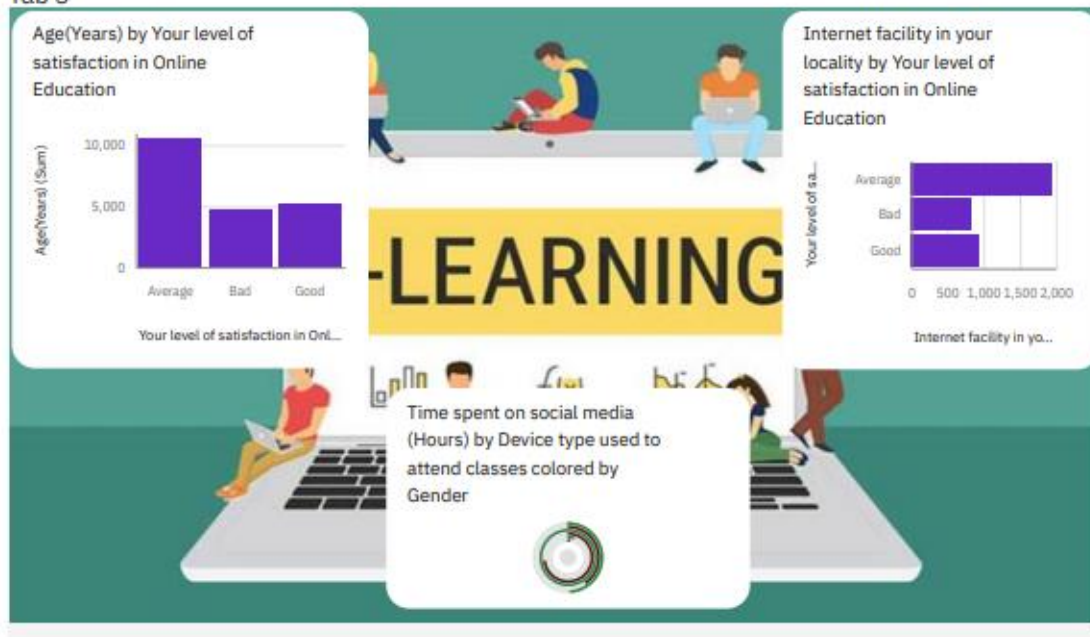 Age(Years) by Your level of
satisfaction in Online
Education
Age(Years) (Sum)
10,000
5,000
0
Average
Bad
Good
Your level of satisfaction in Onl...
-LEARNING
Internet facility in your
locality by Your level of
satisfaction in Online
Education
Your level of sa...
Average
Bad
Good
0 500 1,000 1,500 2,000
Internet facility in yo...
Time spent on social media
(Hours) by Device type used to
attend classes colored by
Gender